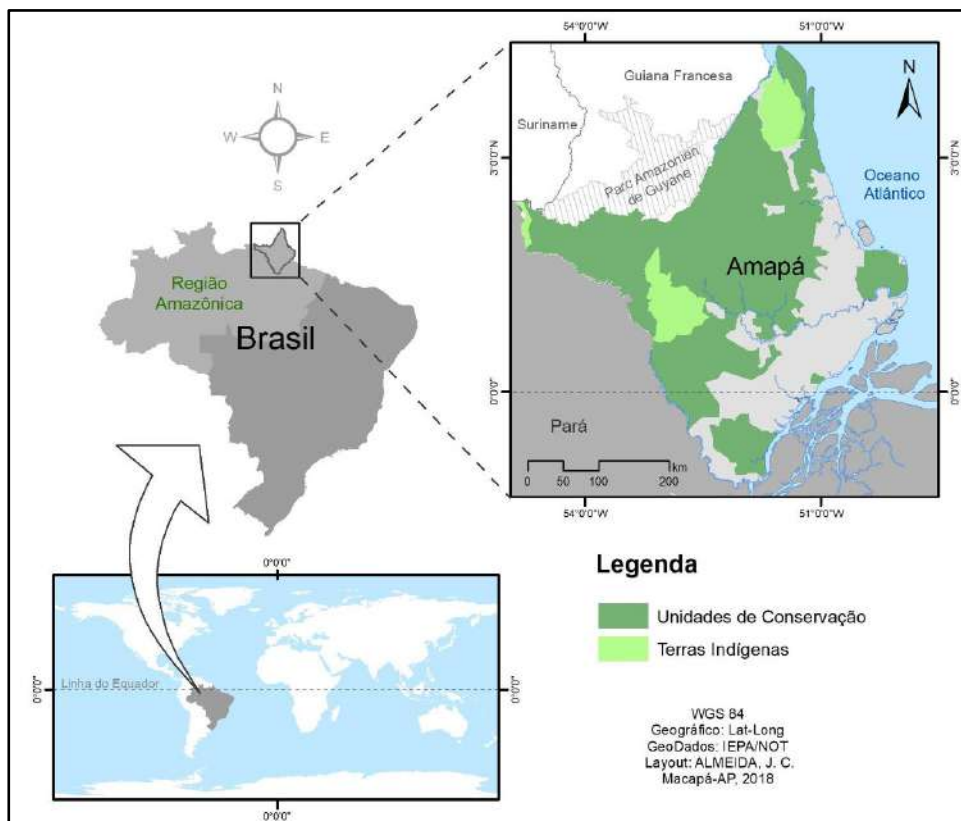 54°0'0"W
51°0'0"W
N
Guiana Francesa
Suriname
Parc Amazonien
de Guyane
3°0'0"N
3°0'0"N
Oceano
Atlântico
Amapá
0°0'0"
0°0'0"
Pará
0 50 100 200
km
54°0'0"W
51°0'0"W
N
W
E
S
Região
Amazônica
Brasil
0°0'0"
Linha do Equador
0°0'0"
0°0'0"
0°0'0"
Legenda
Unidades de Conservação
Terras Indígenas
WGS 84
Geográfico: Lat-Long
GeoDados: IEPA/NOT
Layout: ALMEIDA, J. C.
Macapá-AP, 2018